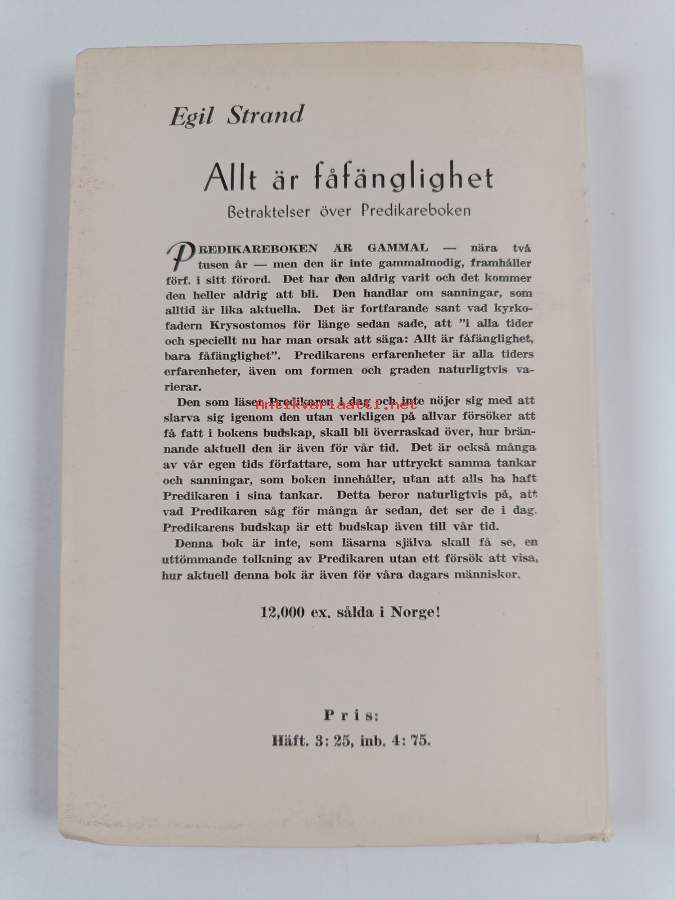 Egil Strand
Allt är fåfänglighet
Betraktelser över Predikareboken
PREDIKAREBOKEN ÄR GAMMAL — nära två
tusen år — men den är inte gammalmodig, framhåller
förf. i sitt förord. Det har den aldrig varit och det kommer
den heller aldrig att bli. Den handlar om sanningar, som
alltid är lika aktuella. Det är fortfarande sant vad kyrko-
fadern Krysostomos för länge sedan sade, att "i alla tider
och speciellt nu har man orsak att säga: Allt är fåfänglighet,
bara fåfänglighet". Predikarens erfarenheter är alla tiders
erfarenheter, även om formen och graden naturligtvis va-
rierar.
Den som läser Predikaren i dag och inte nöjer sig med att
Antikvariaatti.net
slarva sig igenom den utan verkligen på allvar försöker att
få fatt i bokens budskap, skall bli överraskad över, hur brän-
nande aktuell den är även för vår tid. Det är också många
av vår egen tids författare, som har uttryckt samma tankar
och sanningar, som boken innehåller, utan att alls ha haft
Predikaren i sina tankar. Detta beror naturligtvis på, att
vad Predikaren såg för många år sedan, det ser de i dag.
Predikarens budskap är ett budskap även till vår tid.
Denna bok är inte, som läsarna själva skall få se, en
uttömmande tolkning av Predikaren utan ett försök att visa,
hur aktuell denna bok är även för våra dagars människor.
12,000 ex. sålda i Norge!
Pris:
Häft. 3: 25, inb. 4: 75.